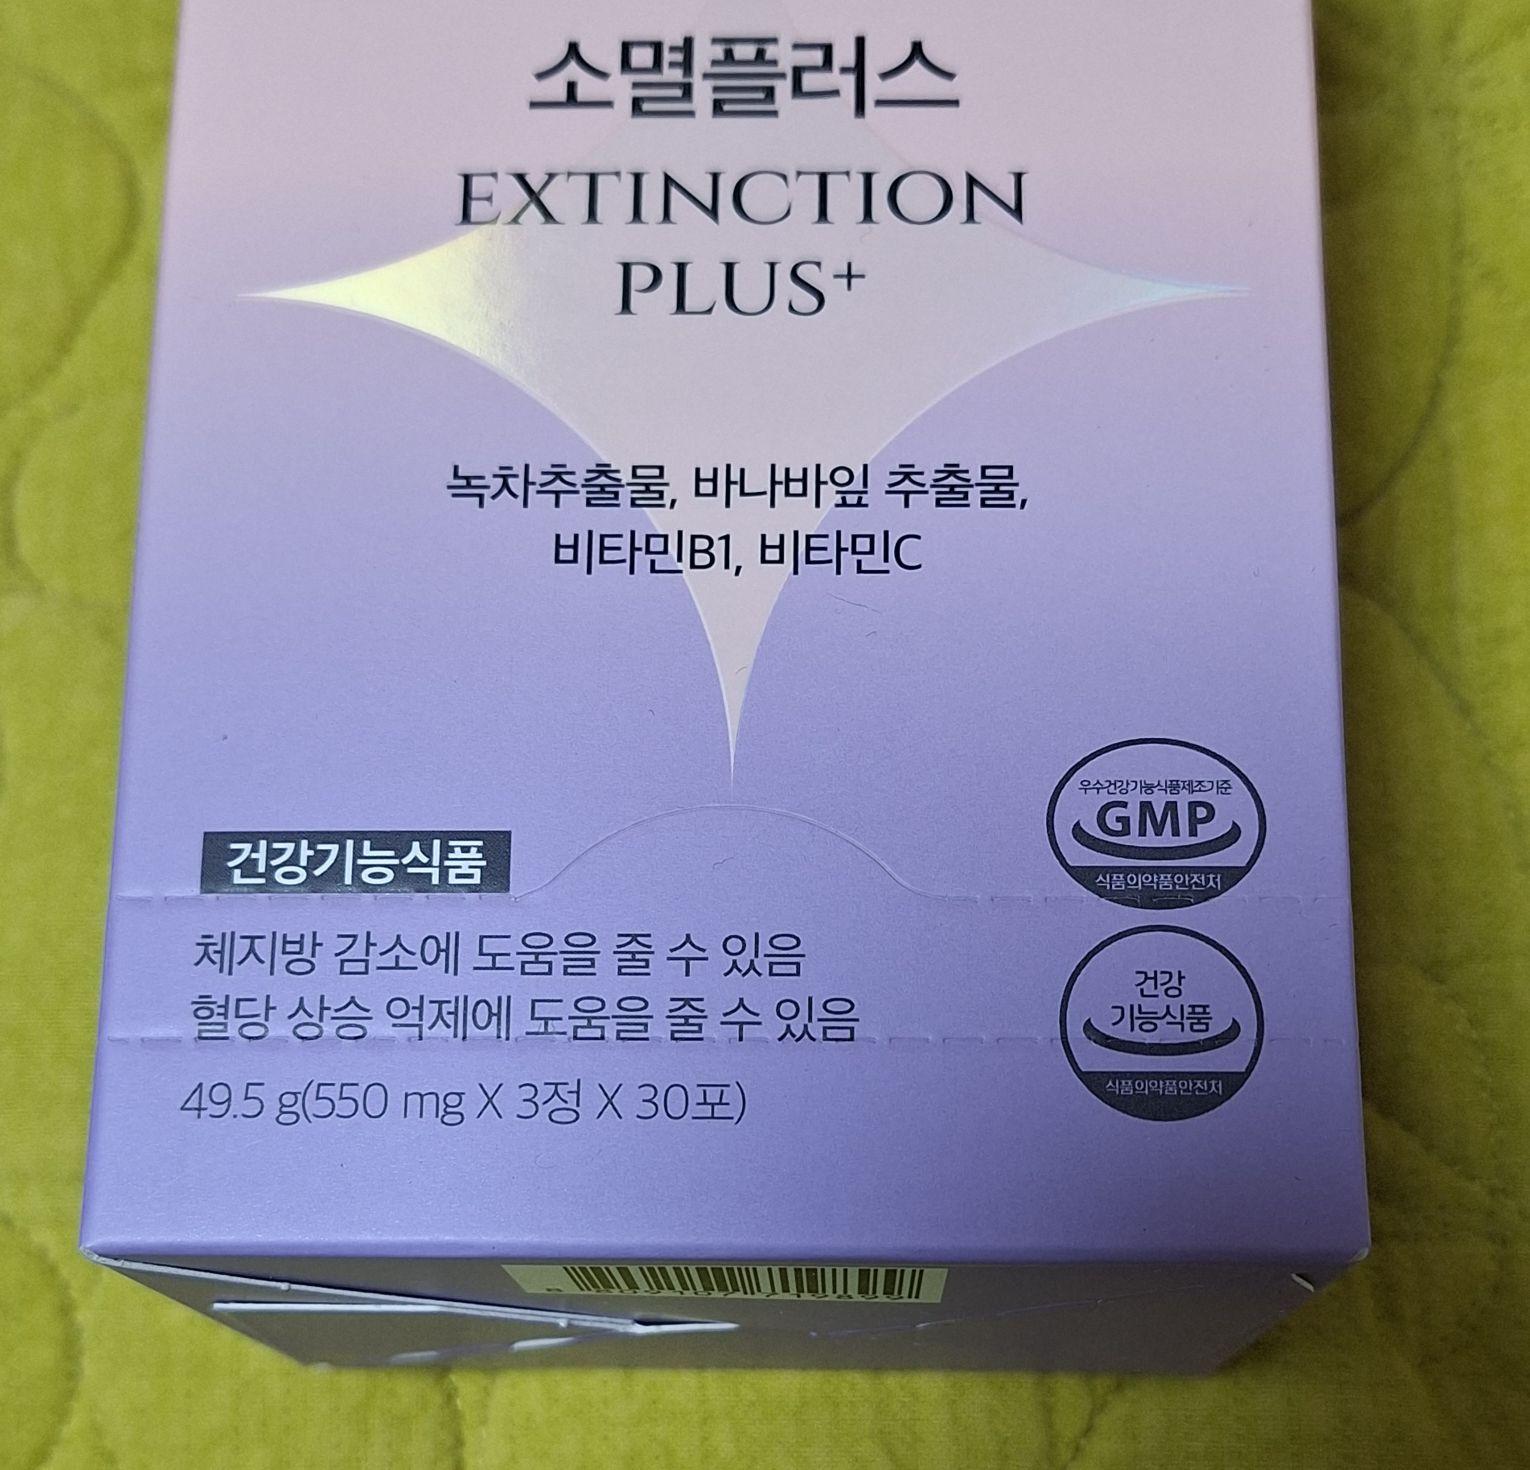 소멸플러스
EXTINCTION
PLUS+
녹차추출물, 바나바잎 추출물,
비타민B1, 비타민C
우수건강기능식품제조기준
GMP
식품의약품안전처
건강기능식품
체지방 감소에 도움을 줄 수 있음
혈당 상승 억제에 도움을 줄 수 있음
49.5 g(550 mg X 3정 X 30포)
건강
기능식품
식품의약품안전처